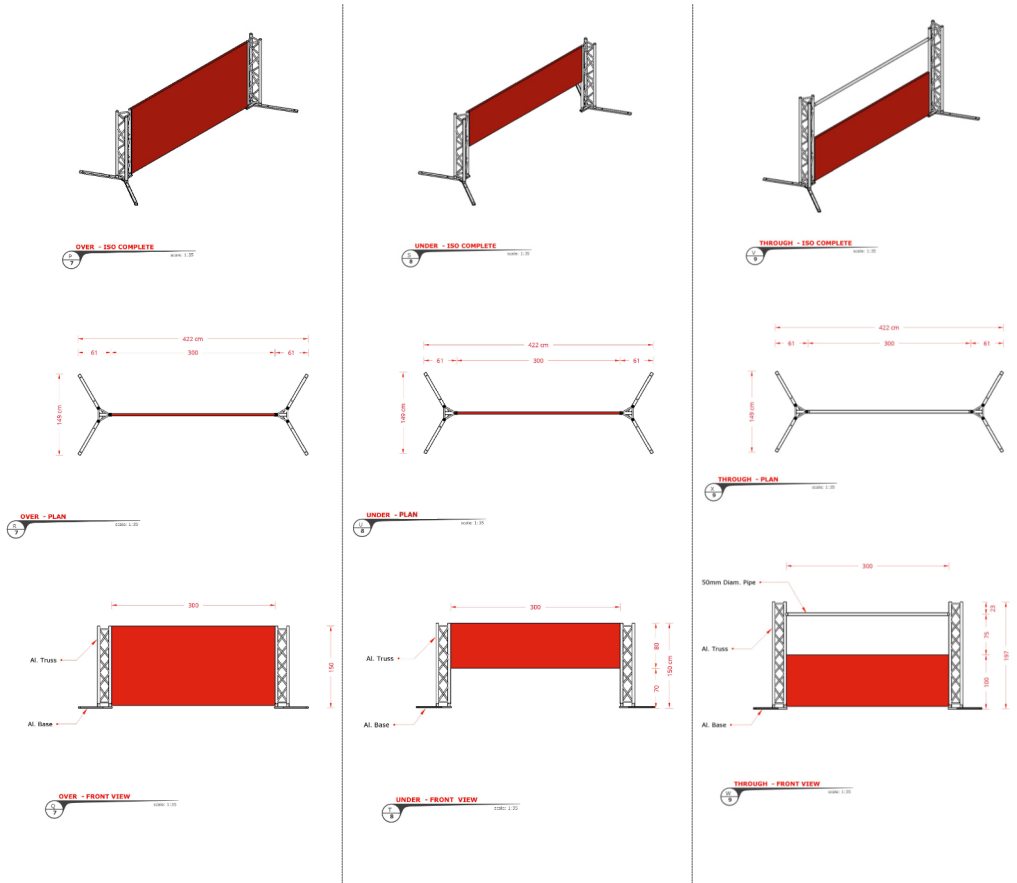 OVER - ISO COMPLETE
P
7
scale: 1:35
422 cm
61
300
61
149 cm
OVER - PLAN
R
7
scale: 1:35
300
Al. Truss
150
Al. Base
OVER - FRONT VIEW
Q
7
scale: 1:35
UNDER - ISO COMPLETE
S
8
scale: 1:35
422 cm
61
300
61
149 cm
UNDER - PLAN
U
8
scale: 1:35
300
Al. Truss
80
150 cm
70
Al. Base
UNDER - FRONT VIEW
T
8
scale: 1:35
THROUGH - ISO COMPLETE
V
9
scale: 1:35
422 cm
61
300
61
149 cm
THROUGH - PLAN
X
9
scale: 1:35
300
50mm Diam. Pipe
23
75
Al. Truss
197
100
Al. Base
THROUGH - FRONT VIEW
W
9
scale: 1:35